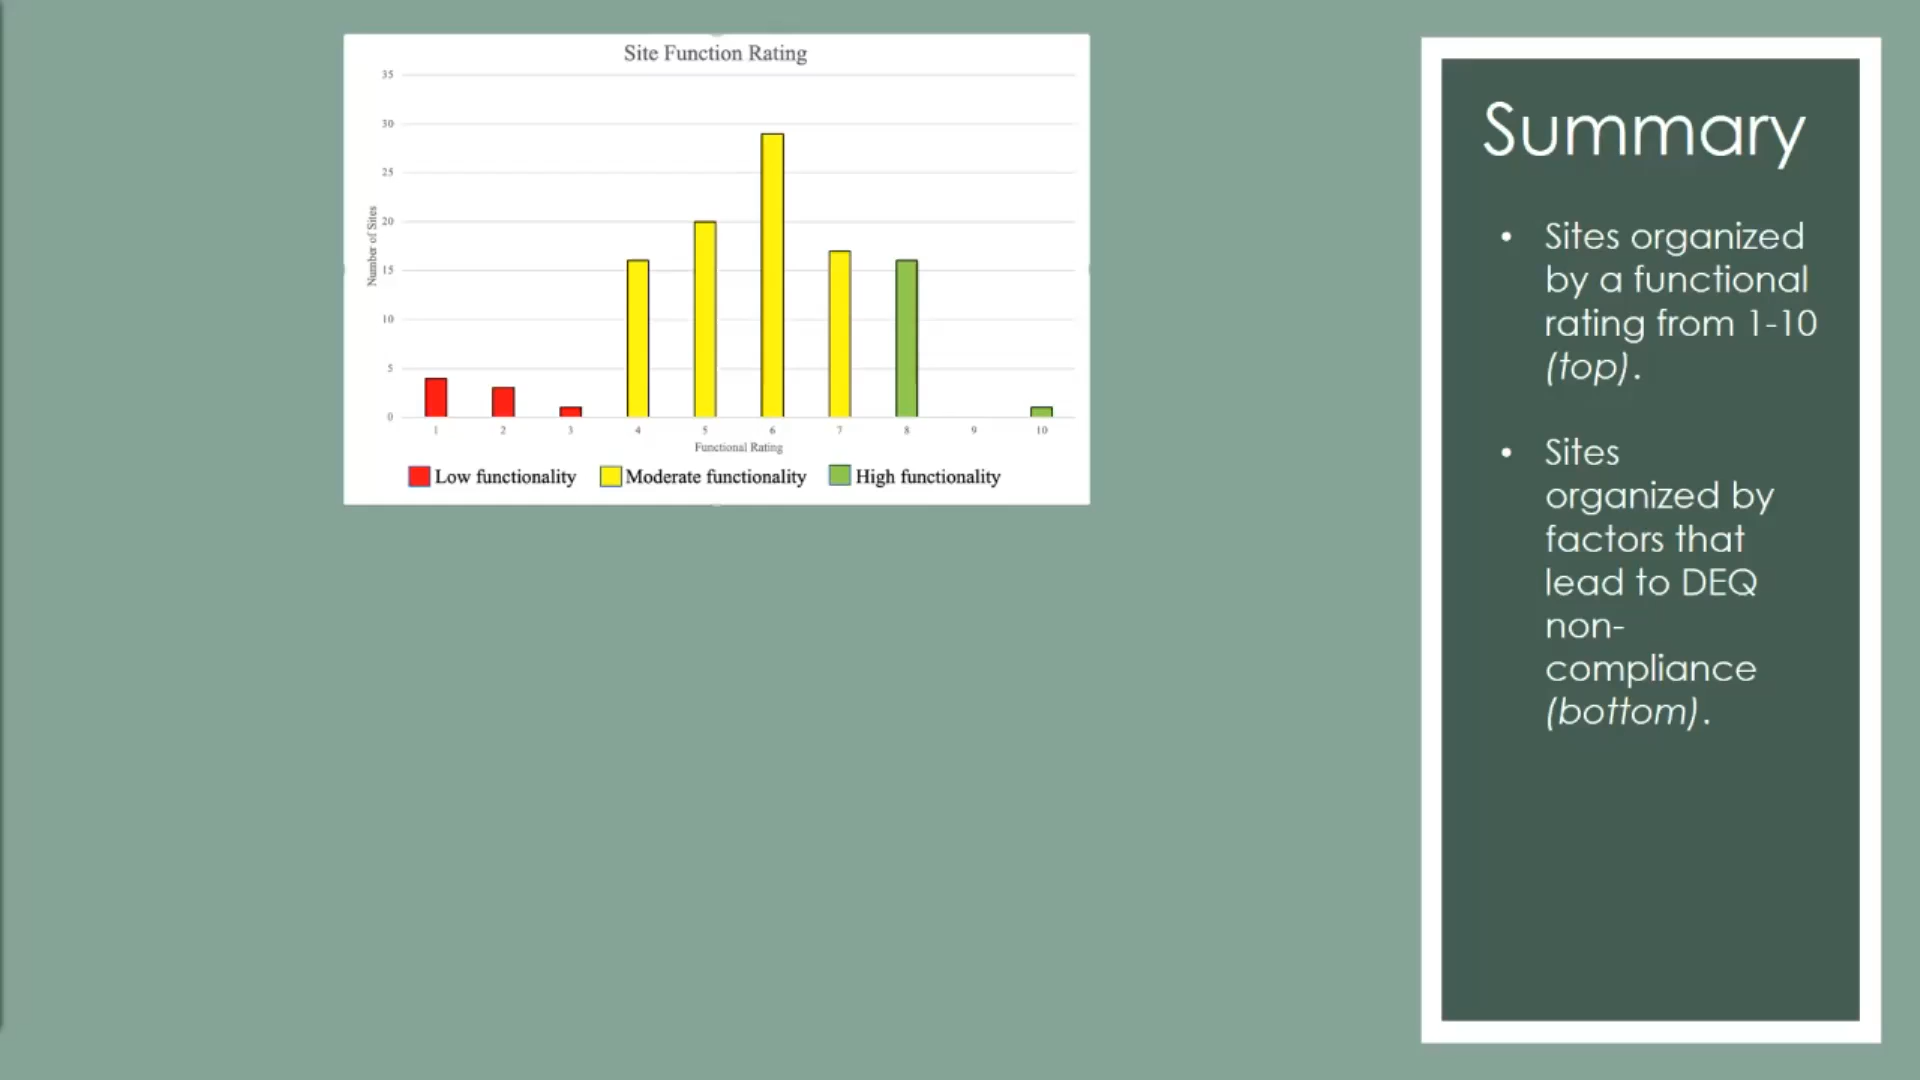 Site Function Rating
35
30
25
20
15
10
5
0
Number of Sites
1 2 3 4 5 6 7 8 9 10
Functional Rating
Low functionality Moderate functionality High functionality
Summary
• Sites organized
by a functional
rating from 1-10
(top).
• Sites
organized by
factors that
lead to DEQ
non-
compliance
(bottom).